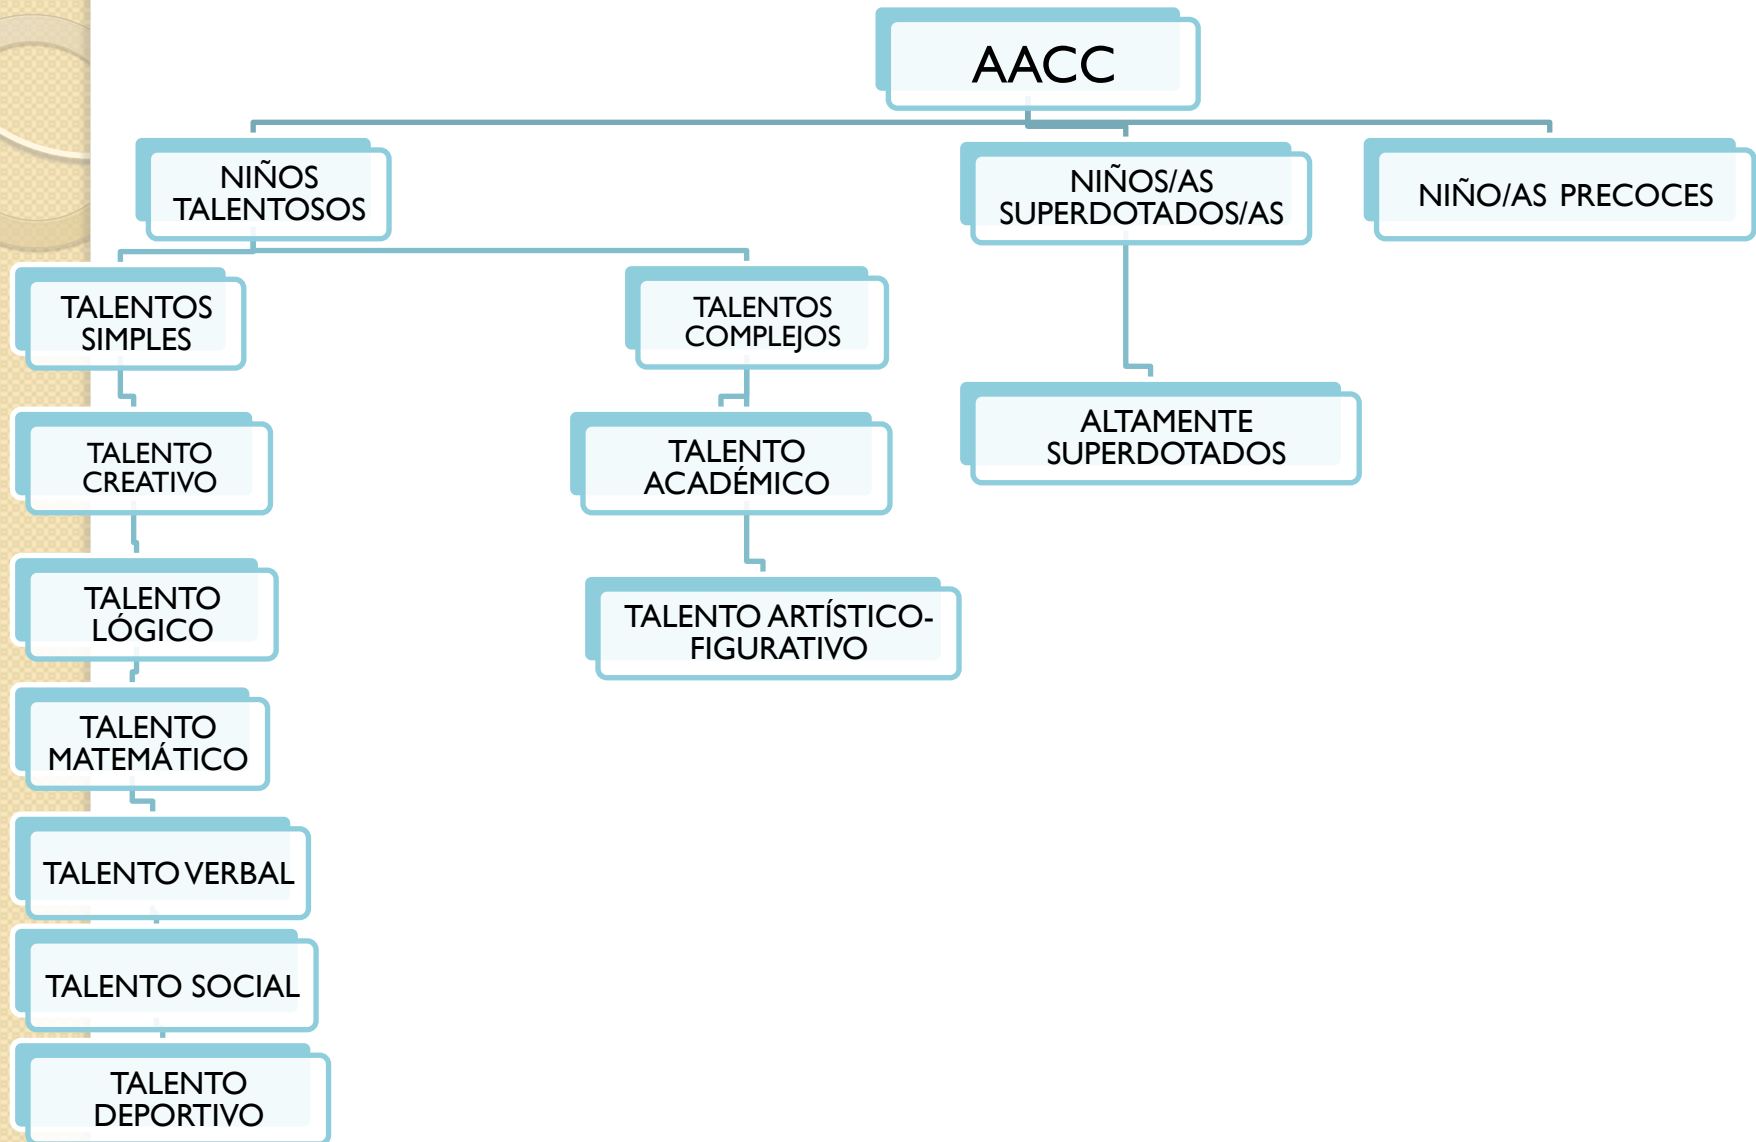 AACC
NIÑOS
TALENTOSOS
NIÑOS/AS
SUPERDOTADOS/AS
NIÑO/AS PRECOCES
TALENTOS
SIMPLES
TALENTOS
COMPLEJOS
TALENTO
CREATIVO
TALENTO
ACADÉMICO
ALTAMENTE
SUPERDOTADOS
TALENTO
LÓGICO
TALENTO ARTÍSTICO-
FIGURATIVO
TALENTO
MATEMÁTICO
TALENTO VERBAL
TALENTO SOCIAL
TALENTO
DEPORTIVO